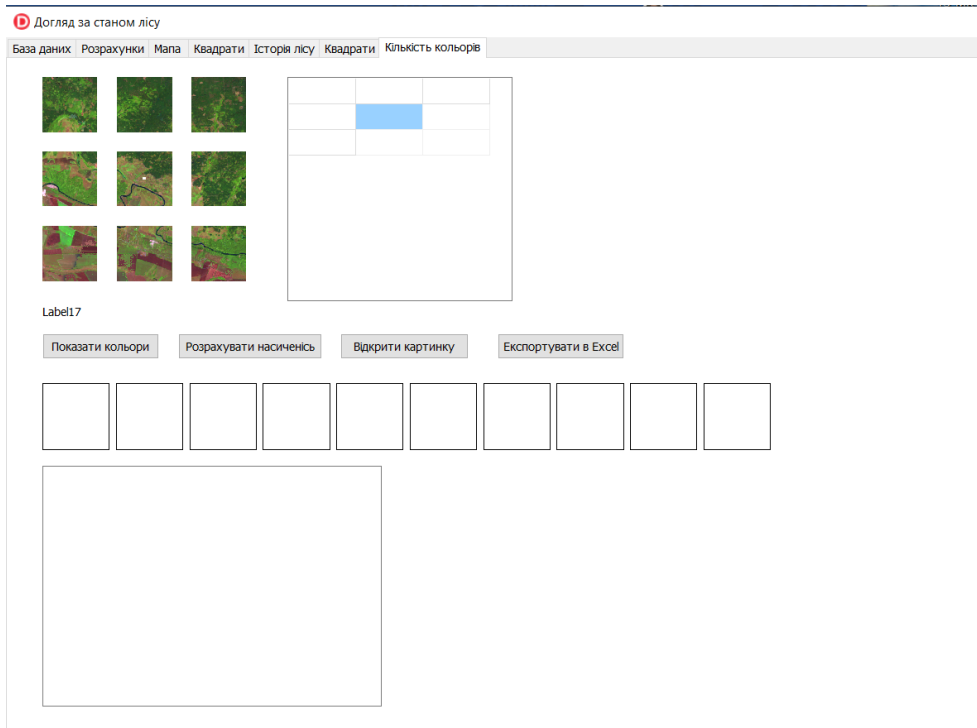 Догляд за станом лісу
База даних Розрахунки Мапа Квадрати Історія лісу Квадрати Кількість кольорів
Label17
Показати кольори Розрахувати насиченісь Відкрити картинку Експортувати в Excel